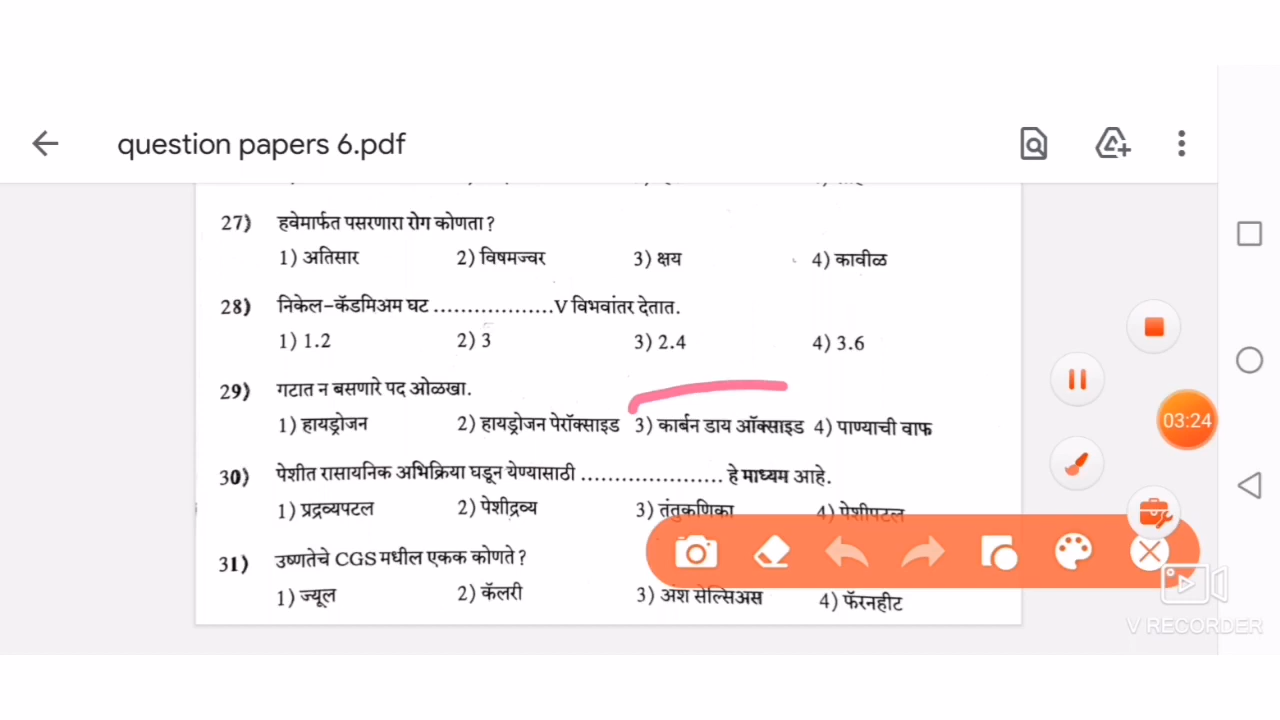 question papers 6.pdf
27) हवेमार्फत पसरणारा रोग कोणता ?
1) अतिसार 2) विषमज्वर 3) क्षय 4) कावीळ
28) निकेल-कॅडमिअम घट ..................V विभवांतर देतात.
1) 1.2 2) 3 3) 2.4 4) 3.6
29) गटात न बसणारे पद ओळखा.
1) हायड्रोजन 2) हायड्रोजन पेरॉक्साइड 3) कार्बन डाय ऑक्साइड 4) पाण्याची वाफ
30) पेशीत रासायनिक अभिक्रिया घडून येण्यासाठी ..................... हे माध्यम आहे.
1) प्रद्रव्यपटल 2) पेशीद्रव्य 3) तंतुकणिका 4) पेशीपटल
31) उष्णतेचे CGS मधील एकक कोणते ?
1) ज्यूल 2) कॅलरी 3) अंश सेल्सिअस 4) फॅरनहीट
03:24
V RECORDER